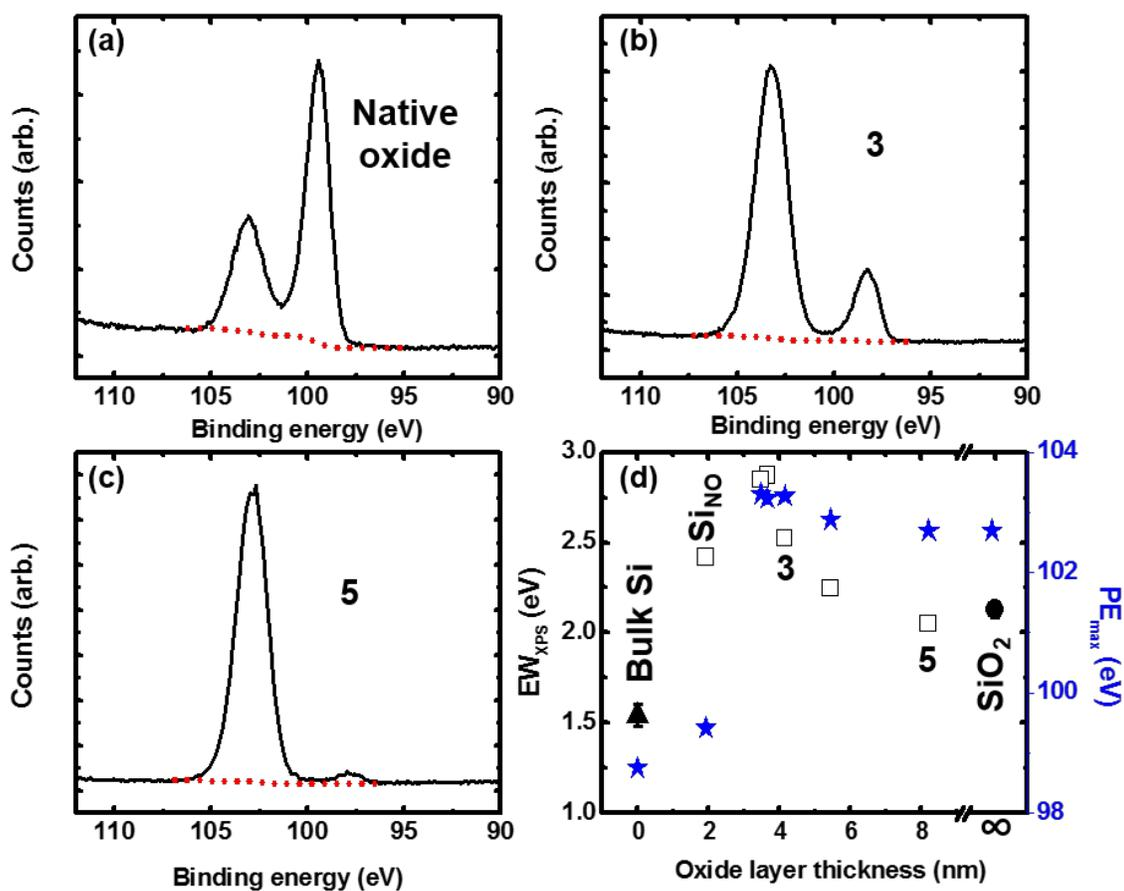 (a)
Native
oxide
Counts (arb.)
110 105 100 95 90
Binding energy (eV)
(b)
3
Counts (arb.)
110 105 100 95 90
Binding energy (eV)
(c)
5
Counts (arb.)
110 105 100 95 90
Binding energy (eV)
(d)
3.0
2.5
2.0
1.5
1.0
EW_XPS (eV)
Bulk Si
Si_NO
3
5
SiO₂
104
102
100
98
PE_max (eV)
0 2 4 6 8 ∞
Oxide layer thickness (nm)